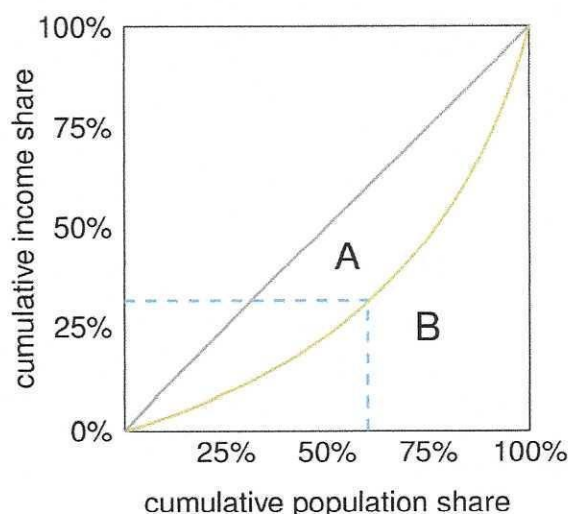 100%
75%
50%
25%
0%
cumulative income share
A
B
25% 50% 75% 100%
cumulative population share